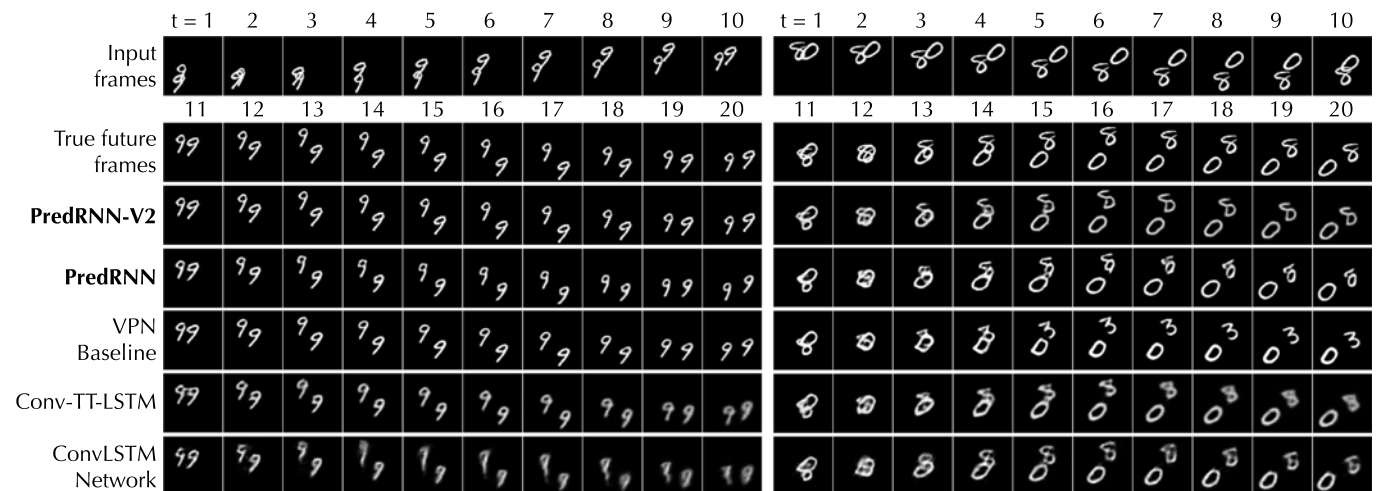 t = 1 2 3 4 5 6 7 8 9 10 t = 1 2 3 4 5 6 7 8 9 10
Input
frames
11 12 13 14 15 16 17 18 19 20 11 12 13 14 15 16 17 18 19 20
True future
frames
PredRNN-V2
PredRNN
VPN
Baseline
Conv-TT-LSTM
ConvLSTM
Network